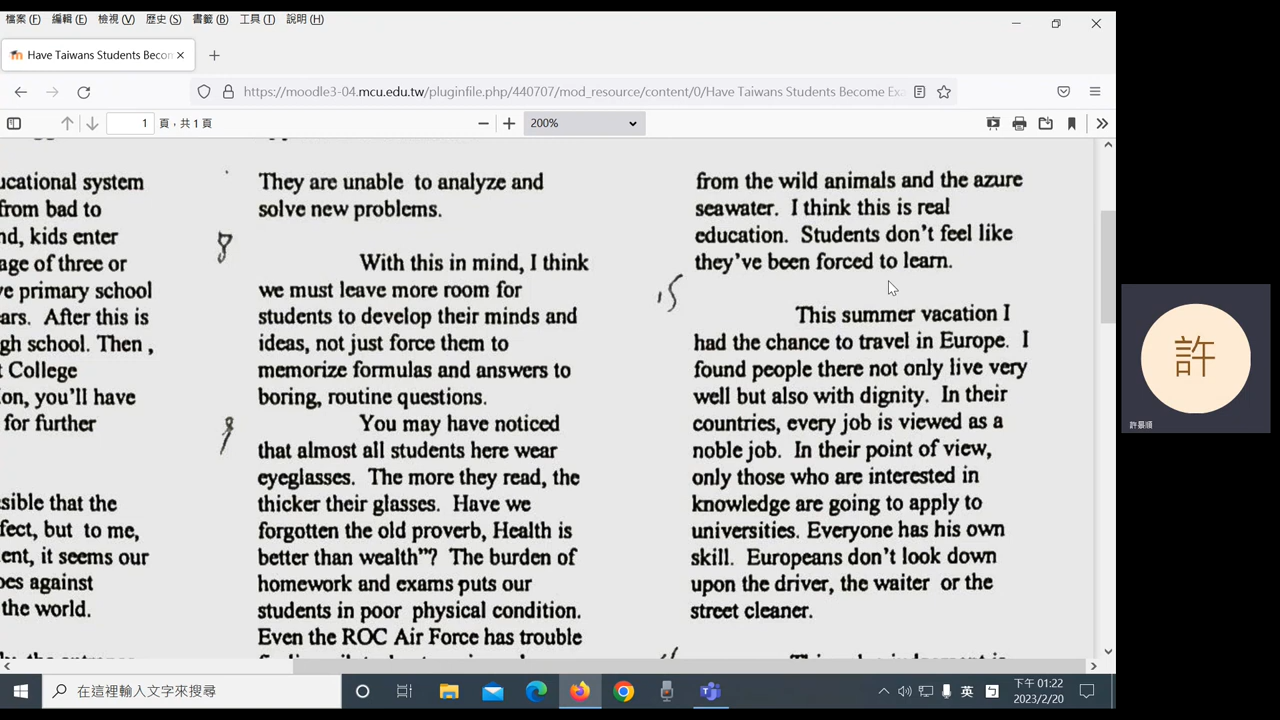 檔案(F) 編輯(E) 檢視(V) 歷史(S) 書籤(B) 工具(T) 說明(H)
Have Taiwans Students Becom
https://moodle3-04.mcu.edu.tw/pluginfile.php/440707/mod_resource/content/0/Have Taiwans Students Become Exa
1 頁,共 1 頁
200%
ucational system
from bad to
nd, kids enter
age of three or
ve primary school
ars. After this is
gh school. Then ,
t College
ion, you'll have
for further
sible that the
fect, but to me,
ent, it seems our
oes against
the world.
They are unable to analyze and
solve new problems.
8
With this in mind, I think
we must leave more room for
students to develop their minds and
ideas, not just force them to
memorize formulas and answers to
boring, routine questions.
9
You may have noticed
that almost all students here wear
eyeglasses. The more they read, the
thicker their glasses. Have we
forgotten the old proverb, Health is
better than wealth"? The burden of
homework and exams puts our
students in poor physical condition.
Even the ROC Air Force has trouble
from the wild animals and the azure
seawater. I think this is real
education. Students don't feel like
they've been forced to learn.
15
This summer vacation I
had the chance to travel in Europe. I
found people there not only live very
well but also with dignity. In their
countries, every job is viewed as a
noble job. In their point of view,
only those who are interested in
knowledge are going to apply to
universities. Everyone has his own
skill. Europeans don't look down
upon the driver, the waiter or the
street cleaner.
許
許景順
在這裡輸入文字來搜尋
英
下午 01:22
2023/2/20